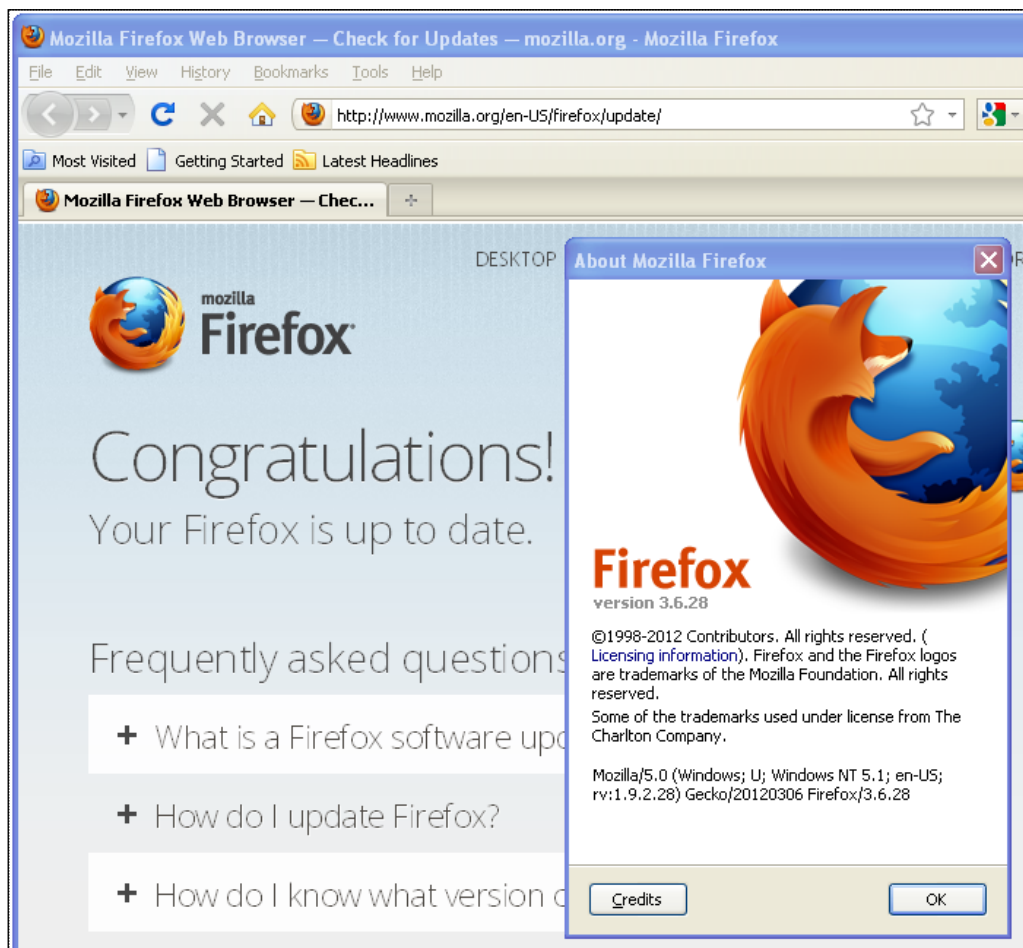 Mozilla Firefox Web Browser — Check for Updates — mozilla.org - Mozilla Firefox
File Edit View History Bookmarks Tools Help
http://www.mozilla.org/en-US/firefox/update/
Most Visited Getting Started Latest Headlines
Mozilla Firefox Web Browser — Chec...
DESKTOP
mozilla
Firefox
Congratulations!
Your Firefox is up to date.
Frequently asked questions
What is a Firefox software
How do I update Firefox?
How do I know what version
About Mozilla Firefox
Firefox
version 3.6.28
©1998-2012 Contributors. All rights reserved. (
Licensing information). Firefox and the Firefox logos
are trademarks of the Mozilla Foundation. All rights
reserved.
Some of the trademarks used under license from The
Charlton Company.
Mozilla/5.0 (Windows; U; Windows NT 5.1; en-US;
rv:1.9.2.28) Gecko/20120306 Firefox/3.6.28
Credits
OK